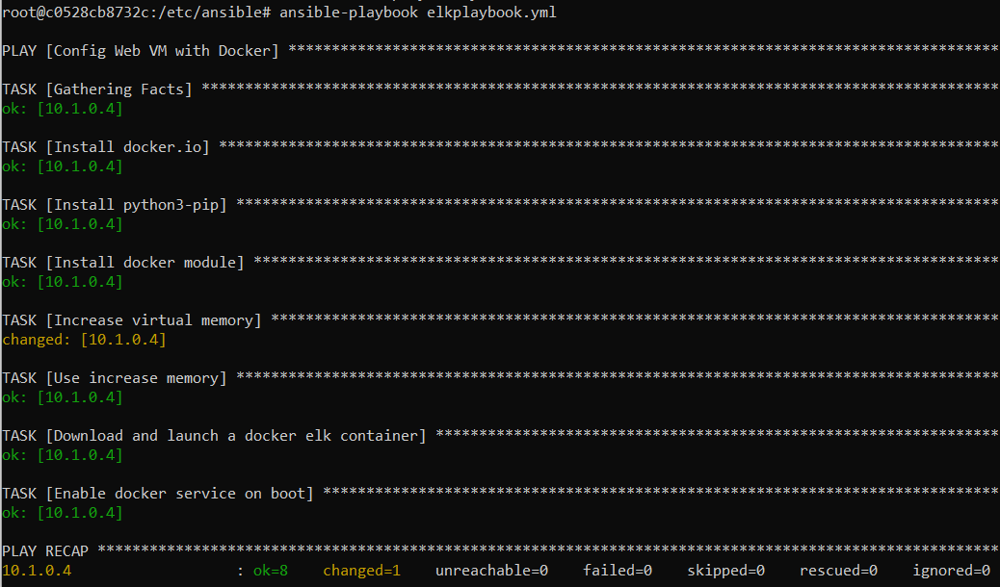 root@c0528cb8732c:/etc/ansible# ansible-playbook elkplaybook.yml
PLAY [Config Web VM with Docker] **********************************************************************************
TASK [Gathering Facts] ********************************************************************************************
ok: [10.1.0.4]
TASK [Install docker.io] ******************************************************************************************
ok: [10.1.0.4]
TASK [Install python3-pip] ****************************************************************************************
ok: [10.1.0.4]
TASK [Install docker module] **************************************************************************************
ok: [10.1.0.4]
TASK [Increase virtual memory] ************************************************************************************
changed: [10.1.0.4]
TASK [Use increase memory] ****************************************************************************************
ok: [10.1.0.4]
TASK [Download and launch a docker elk container] *****************************************************************
ok: [10.1.0.4]
TASK [Enable docker service on boot] ******************************************************************************
ok: [10.1.0.4]
PLAY RECAP ********************************************************************************************************
10.1.0.4                   : ok=8    changed=1    unreachable=0    failed=0    skipped=0    rescued=0    ignored=0